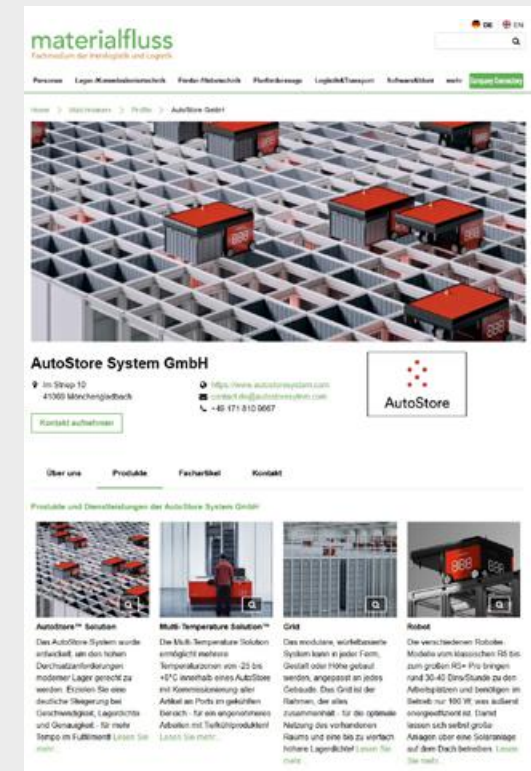 DE EN
materialfluss
Fachmedium der Intralogistik und Logistik
Personen Lager-/Kommissioniertechnik Förder-/Hebetechnik Flurförderzeuge Logistik&Transport mehr Company Directory
Home > > Profile > AutoStore GmbH
AutoStore System GmbH
41069 Mönchengladbach
https://www.autostoresystem.com
+49 171 810 9667
Kontakt aufnehmen
AutoStore
Über uns Produkte Fachartikel Kontakt
Produkte und Dienstleistungen der AutoStore System GmbH
AutoStore™ Solution
Das AutoStore System wurde
entwickelt, um den hohen
Durchsatzanforderungen
moderner Lager gerecht zu
werden. Erzielen Sie eine
deutliche Steigerung bei
Geschwindigkeit, Lagerdichte
und Genauigkeit - für mehr
Tempo im Fulfillment! Lesen Sie
mehr...
Multi-Temperature Solution™
Die Multi-Temperature Solution
ermöglicht mehrere
Temperaturzonen von -25 bis
innerhalb eines AutoStore
mit Kommissionierung aller
Artikel an Ports im gekühlten
Bereich - für ein angenehmeres
Arbeiten mit Tiefkühlprodukten!
Lesen Sie mehr...
Grid
Das modulare, würfelbasierte
System kann in jeder Form,
Gestalt oder Höhe gebaut
werden, angepasst an jedes
Gebäude. Das Grid ist der
Rahmen, der alles
zusammenhält - für die optimale
Nutzung des vorhandenen
Raums und eine bis zu vierfach
höhere Lagerdichte! Lesen Sie
mehr...
Robot
Die verschiedenen Roboter-
Modelle vom klassischen R5 bis
zum großen R5+ Pro bringen
rund 30-40 Bins/Stunde zu den
Arbeitsplätzen und benötigen im
Betrieb nur 100 W, was äußerst
energieeffizient ist. Damit
lassen sich selbst große
Anlagen über eine Solaranlage
auf dem Dach betreiben. Lesen
Sie mehr...